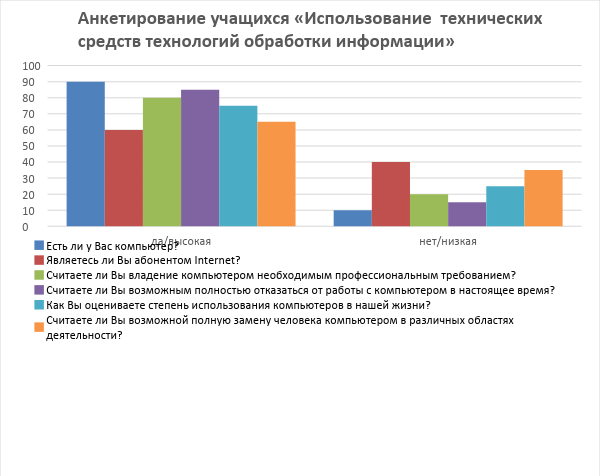 Анкетирование учащихся «Использование  технических
средств технологий обработки информации»
100
90
80
70
60
50
40
30
20
10
0
да/высокая
нет/низкая
Есть ли у Вас компьютер?
Являетесь ли Вы абонентом Internet?
Считаете ли Вы владение компьютером необходимым профессиональным требованием?
Считаете ли Вы возможным полностью отказаться от работы с компьютером в настоящее время?
Как Вы оцениваете степень использования компьютеров в нашей жизни?
Считаете ли Вы возможной полную замену человека компьютером в различных областях
деятельности?